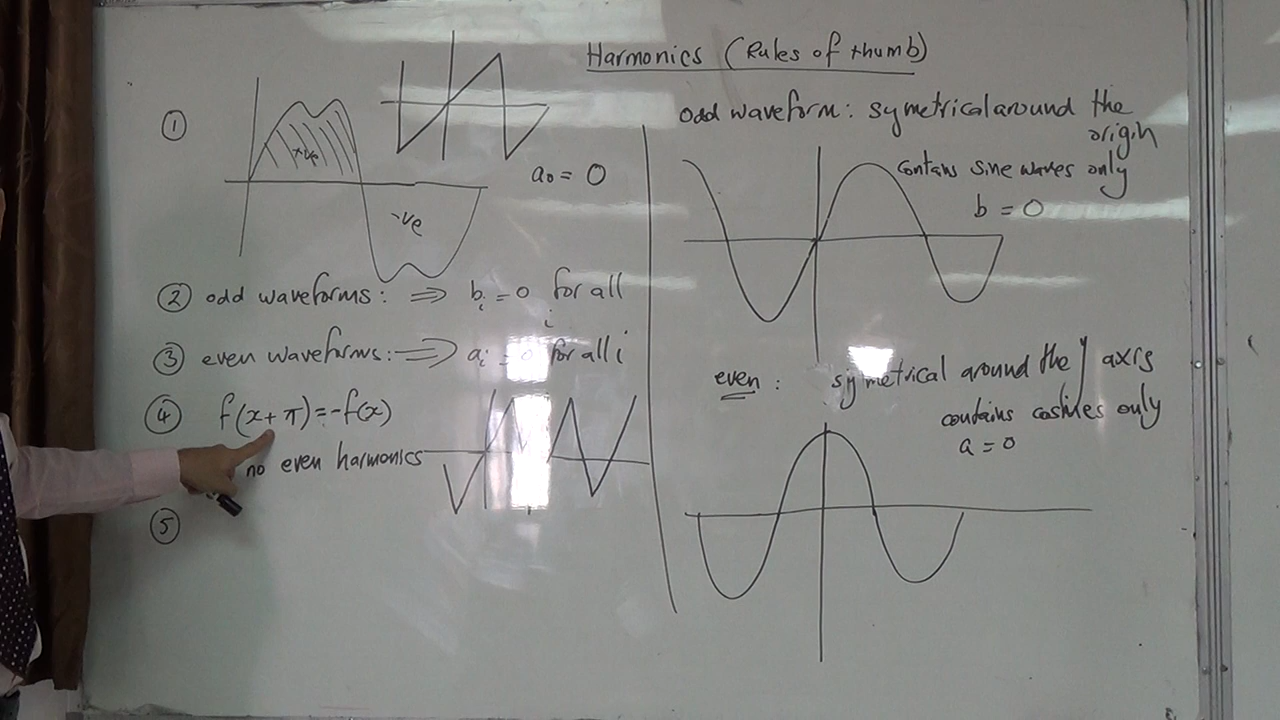 Harmonics (Rules of thumb)
①
+ve
-ve
a₀ = 0
② odd waveforms: ⇒ bᵢ = 0 for all
i
③ even waveforms: ⇒ aᵢ = 0 for all i
④ f(x+π)=-f(x)
no even harmonics
⑤
odd waveform: symetrical around the
origin
contains sine waves only
b = 0
even : symetrical around the y axis
contains cosines only
a = 0